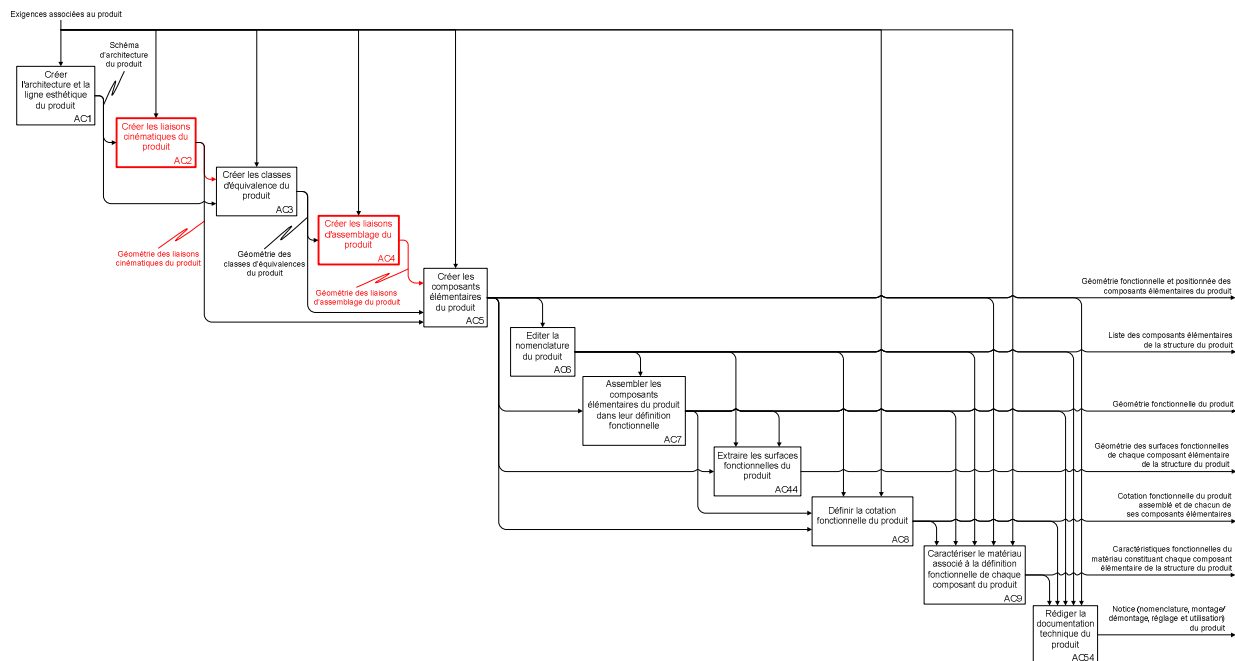 Exigences associées au produit
Schéma
d'architecture
du produit
Créer
l'architecture et la
ligne esthétique
du produit
AC1
Créer les liaisons
cinématiques du
produit
AC2
Créer les classes
d'équivalence du
produit
AC3
Géométrie des liaisons
cinématiques du produit
Géométrie des
classes d'équivalences
du produit
Créer les liaisons
d'assemblage du
produit
AC4
Géométrie des liaisons
d'assemblage du produit
Créer les
composants
élémentaires
du produit
AC5
Géométrie fonctionnelle et positionnée des
composants élémentaires du produit
Editer la
nomenclature
du produit
AC6
Liste des composants élémentaires
de la structure du produit
Assembler les
composants
élémentaires du produit
dans leur définition
fonctionnelle
AC7
Géométrie fonctionnelle du produit
Extraire les surfaces
fonctionnelles du
produit
AC44
Géométrie des surfaces fonctionnelles
de chaque composant élémentaire
de la structure du produit
Définir la cotation
fonctionnelle du produit
AC8
Cotation fonctionnelle du produit
assemblé et de chacun de
ses composants élémentaires
Caractériser le matériau
associé à la définition
fonctionnelle de chaque
composant du produit
AC9
Caractéristiques fonctionnelles du
matériau constituant chaque composant
élémentaire de la structure du produit
Rédiger la
documentation
technique du
produit
AC54
Notice (nomenclature, montage/
démontage, réglage et utilisation)
du produit